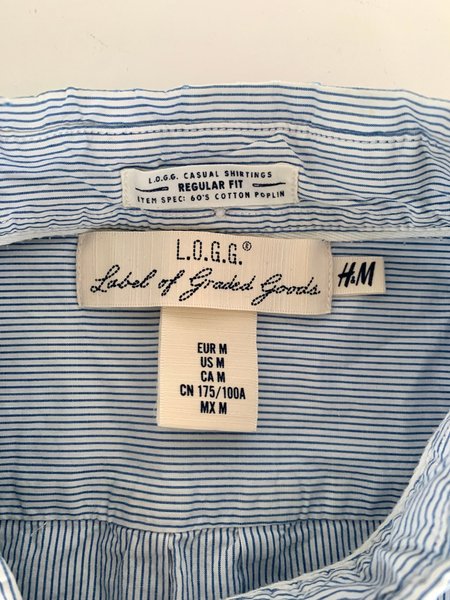 L.O.G.G. CASUAL SHIRTINGS
REGULAR FIT
ITEM SPEC: 60'S COTTON POPLIN
L.O.G.G.®
Label of Graded Goods
H&M
EUR M
US M
CA M
CN 175/100A
MX M